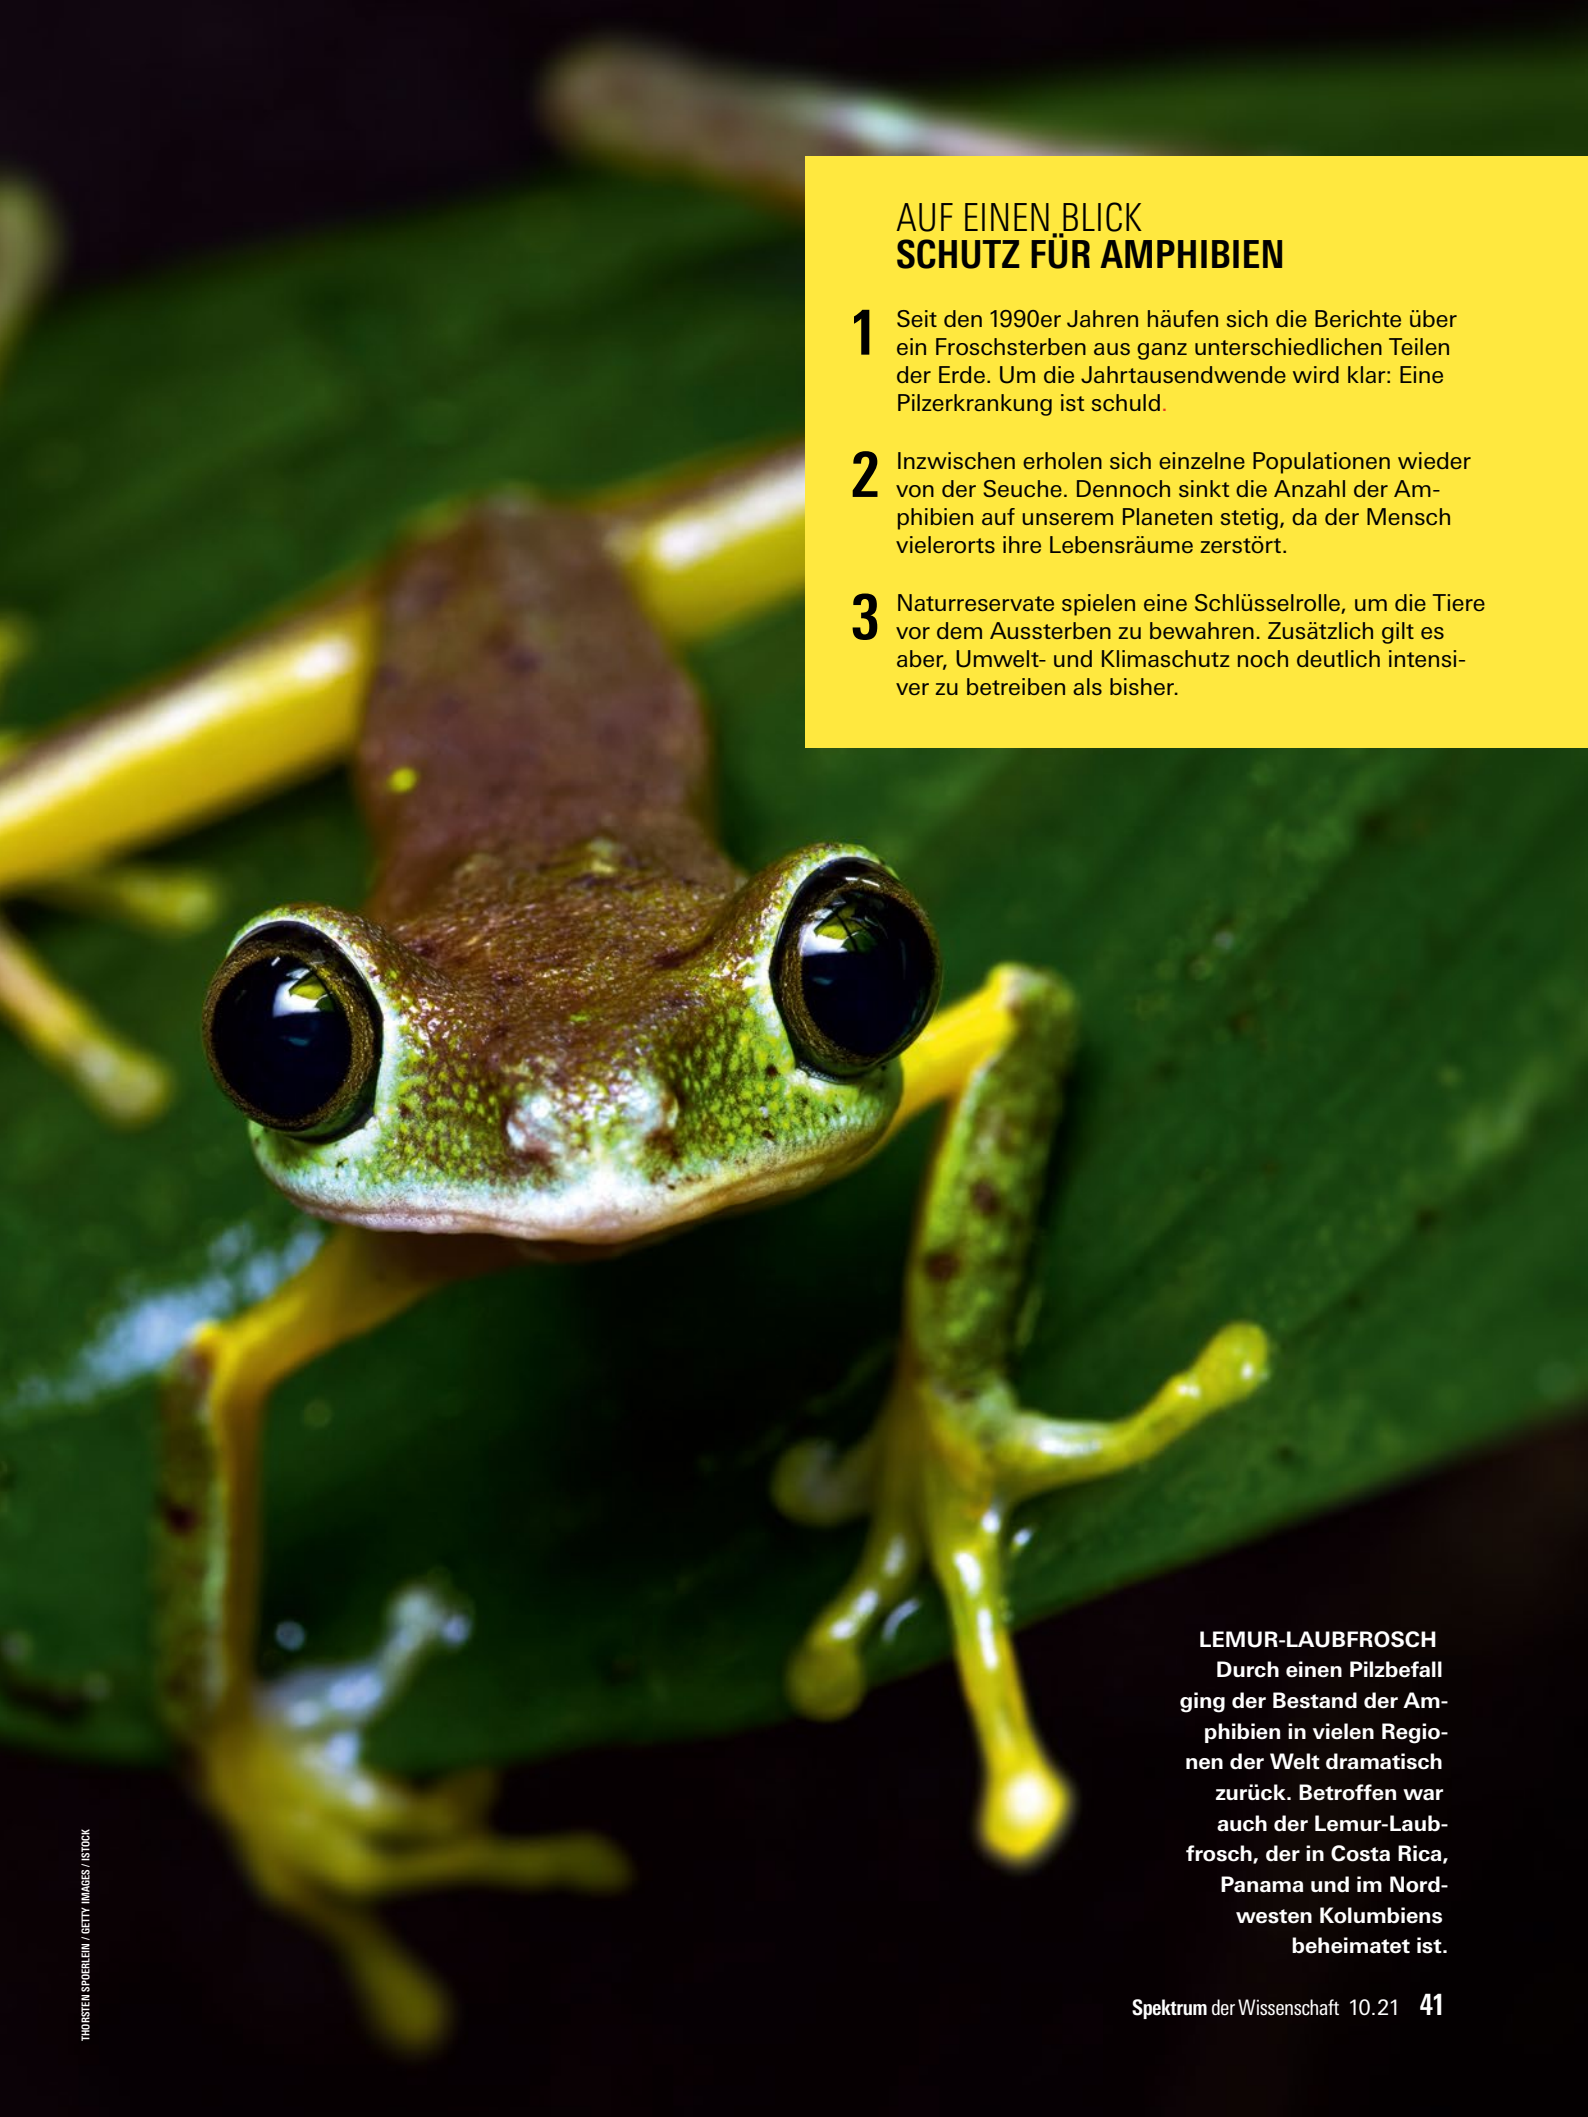 AUF EINEN BLICK
SCHUTZ FÜR AMPHIBIEN
1 Seit den 1990er Jahren häufen sich die Berichte über
ein Froschsterben aus ganz unterschiedlichen Teilen
der Erde. Um die Jahrtausendwende wird klar: Eine
Pilzerkrankung ist schuld.
2 Inzwischen erholen sich einzelne Populationen wieder
von der Seuche. Dennoch sinkt die Anzahl der Am-
phibien auf unserem Planeten stetig, da der Mensch
vielerorts ihre Lebensräume zerstört.
3 Naturreservate spielen eine Schlüsselrolle, um die Tiere
vor dem Aussterben zu bewahren. Zusätzlich gilt es
aber, Umwelt- und Klimaschutz noch deutlich intensi-
ver zu betreiben als bisher.
LEMUR-LAUBFROSCH
Durch einen Pilzbefall
ging der Bestand der Am-
phibien in vielen Regio-
nen der Welt dramatisch
zurück. Betroffen war
auch der Lemur-Laub-
frosch, der in Costa Rica,
Panama und im Nord-
westen Kolumbiens
beheimatet ist.
THORSTEN SPOERLEIN / GETTY IMAGES / ISTOCK
Spektrum der Wissenschaft 10.21 41